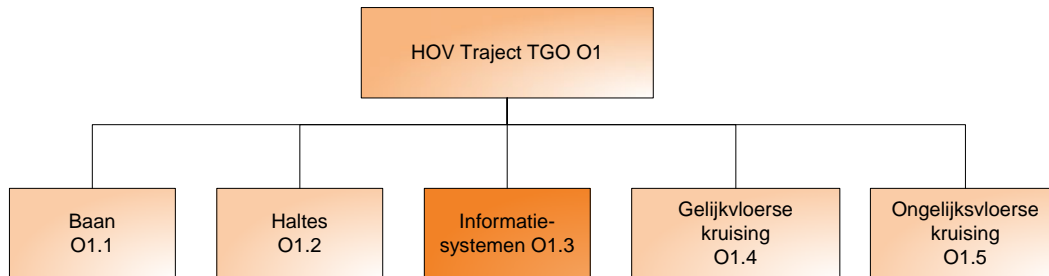 HOV Traject TGO O1
Baan
O1.1
Haltes
O1.2
Informatie-
systemen O1.3
Gelijkvloerse
kruising
O1.4
Ongelijksvloerse
kruising
O1.5